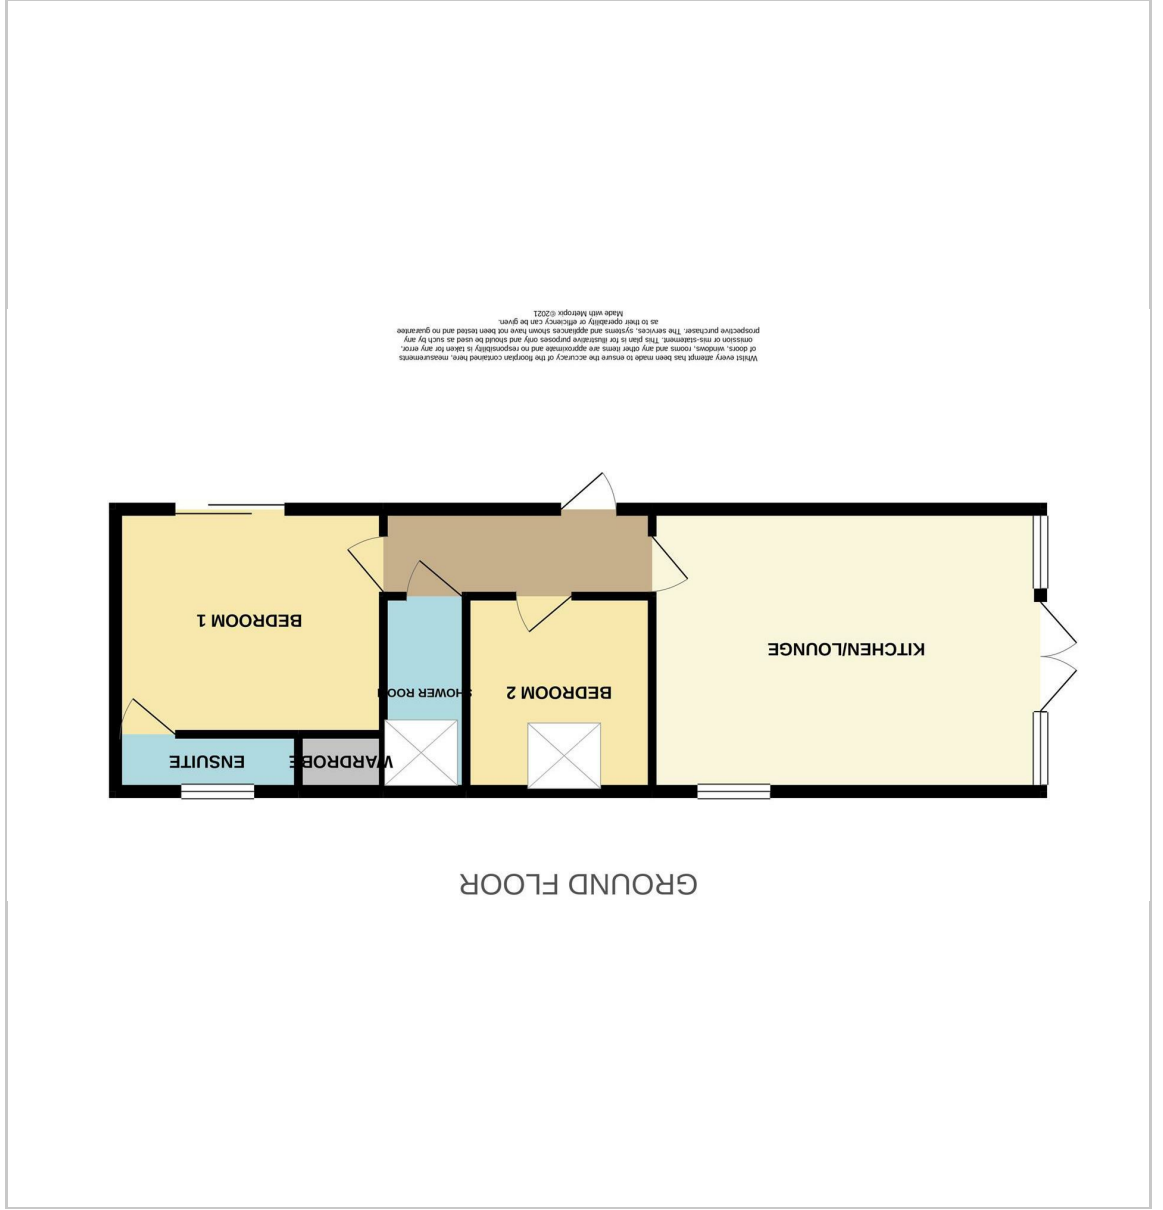 GROUND FLOOR
WARDROBE
ENSUITE
BEDROOM 2
SHOWER ROOM
KITCHEN/LOUNGE
BEDROOM 1
Whilst every attempt has been made to ensure the accuracy of the floorplan contained here, measurements
of doors, windows, rooms and any other items are approximate and no responsibility is taken for any error,
omission or mis-statement. This plan is for illustrative purposes only and should be used as such by any
prospective purchaser. The services, systems and appliances shown have not been tested and no guarantee
as to their operability or efficiency can be given.
Made with Metropix ©2021